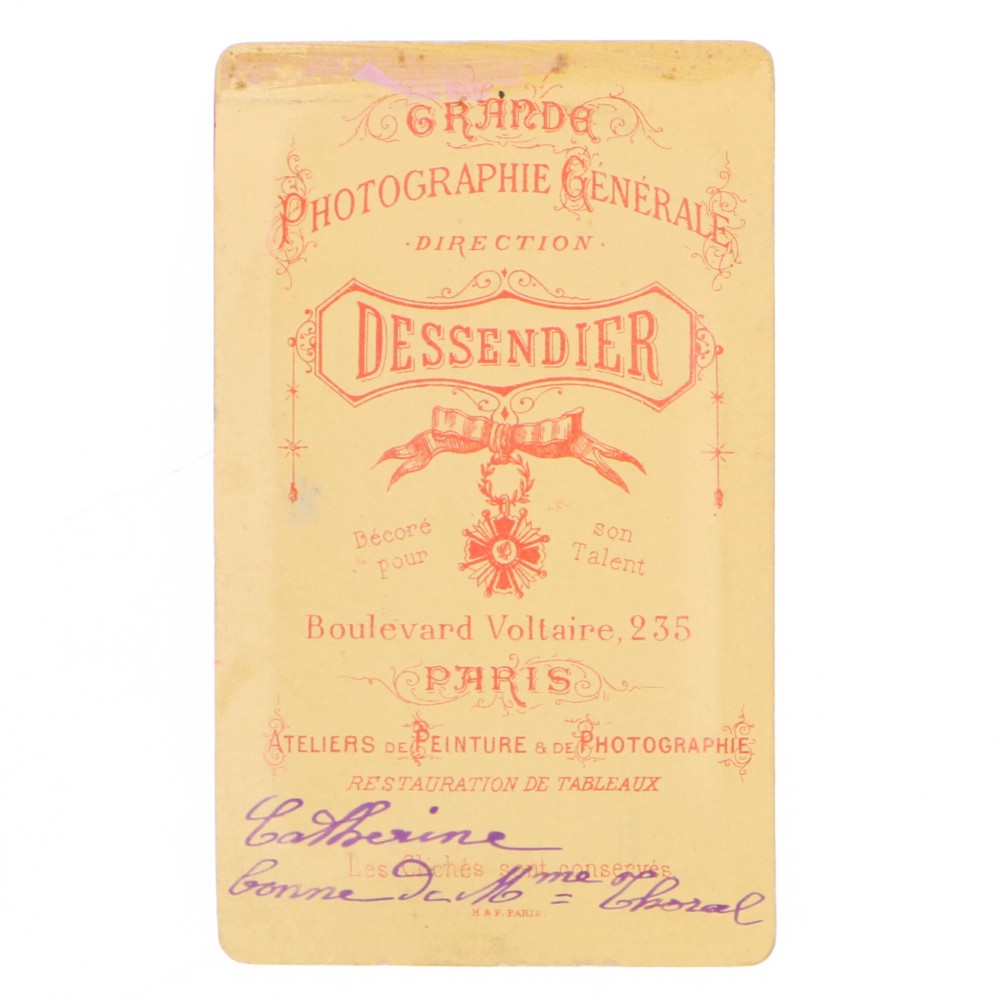 GRANDE
PHOTOGRAPHIE GÉNÉRALE
·DIRECTION·
DESSENDIER
Décoré pour son Talent
Boulevard Voltaire, 235
PARIS
ATELIERS DE PEINTURE & DE PHOTOGRAPHIE
RESTAURATION DE TABLEAUX
Catherine
Les Clichés sont conservés
bonne de Mme Thoral
H & F. PARIS.